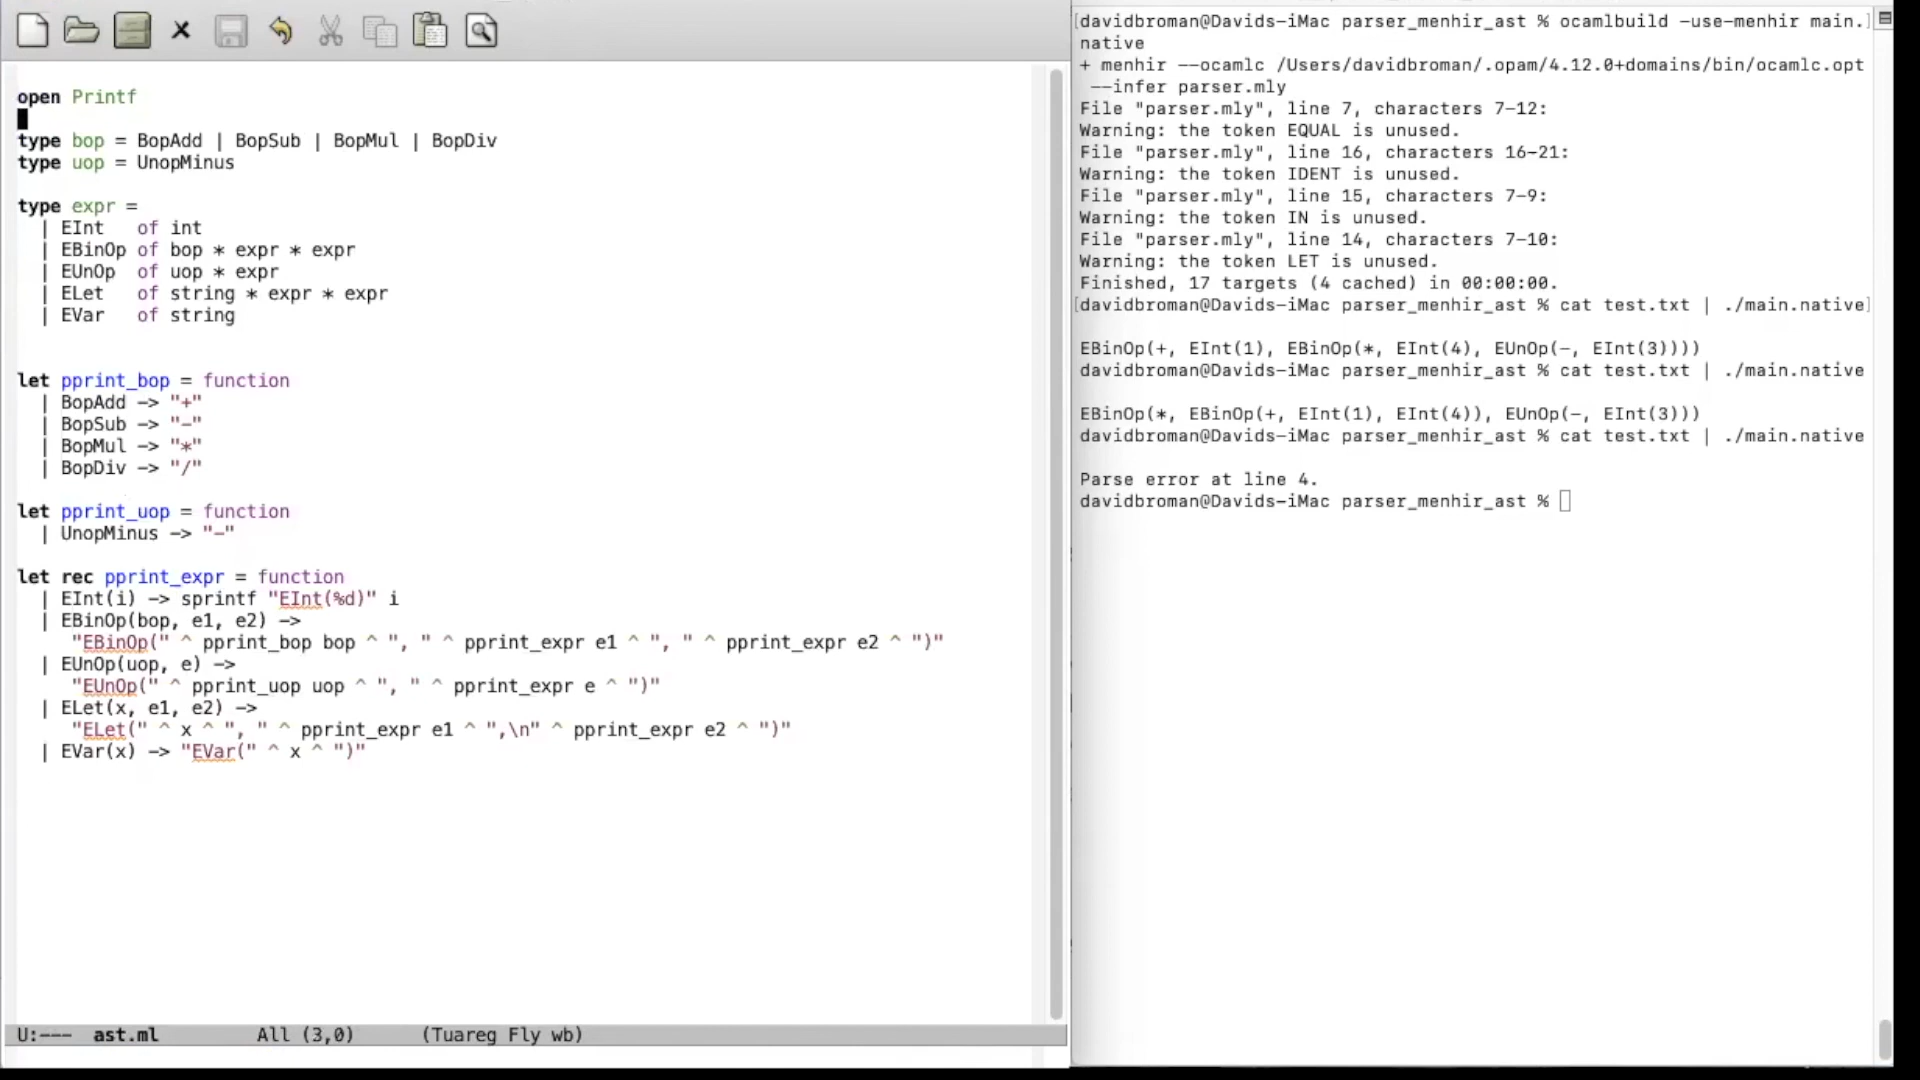 open Printf
type bop = BopAdd | BopSub | BopMul | BopDiv
type uop = UnopMinus
type expr =
  | EInt   of int
  | EBinOp of bop * expr * expr
  | EUnOp  of uop * expr
  | ELet   of string * expr * expr
  | EVar   of string
let pprint_bop = function
  | BopAdd -> "+"
  | BopSub -> "-"
  | BopMul -> "*"
  | BopDiv -> "/"
let pprint_uop = function
  | UnopMinus -> "-"
let rec pprint_expr = function
  | EInt(i) -> sprintf "EInt(%d)" i
  | EBinOp(bop, e1, e2) ->
     "EBinOp(" ^ pprint_bop bop ^ ", " ^ pprint_expr e1 ^ ", " ^ pprint_expr e2 ^ ")"
  | EUnOp(uop, e) ->
     "EUnOp(" ^ pprint_uop uop ^ ", " ^ pprint_expr e ^ ")"
  | ELet(x, e1, e2) ->
     "ELet(" ^ x ^ ", " ^ pprint_expr e1 ^ ",\n" ^ pprint_expr e2 ^ ")"
  | EVar(x) -> "EVar(" ^ x ^ ")"
U:---  ast.ml         All (3,0)      (Tuareg Fly wb)
[davidbroman@Davids-iMac parser_menhir_ast % ocamlbuild -use-menhir main.]
native
+ menhir --ocamlc /Users/davidbroman/.opam/4.12.0+domains/bin/ocamlc.opt
 --infer parser.mly
File "parser.mly", line 7, characters 7-12:
Warning: the token EQUAL is unused.
File "parser.mly", line 16, characters 16-21:
Warning: the token IDENT is unused.
File "parser.mly", line 15, characters 7-9:
Warning: the token IN is unused.
File "parser.mly", line 14, characters 7-10:
Warning: the token LET is unused.
Finished, 17 targets (4 cached) in 00:00:00.
[davidbroman@Davids-iMac parser_menhir_ast % cat test.txt | ./main.native]
EBinOp(+, EInt(1), EBinOp(*, EInt(4), EUnOp(-, EInt(3))))
davidbroman@Davids-iMac parser_menhir_ast % cat test.txt | ./main.native
EBinOp(*, EBinOp(+, EInt(1), EInt(4)), EUnOp(-, EInt(3)))
davidbroman@Davids-iMac parser_menhir_ast % cat test.txt | ./main.native
Parse error at line 4.
davidbroman@Davids-iMac parser_menhir_ast %